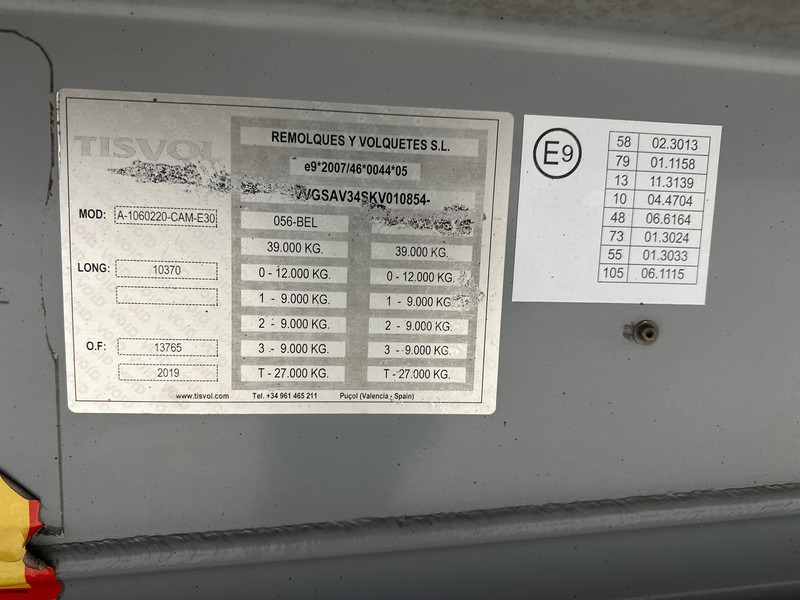 TISVOL
REMOLQUES Y VOLQUETES S.L.
e9*2007/46*0044*05
VGSAV34SKV010854-
MOD: A-1060220-CAM-E30
056-BEL
39.000 KG. 39.000 KG.
LONG: 10370
0 - 12.000 KG. 0 - 12.000 KG.
1 - 9.000 KG. 1 - 9.000 KG.
2 - 9.000 KG. 2 - 9.000 KG.
O.F: 13765
3 - 9.000 KG. 3 - 9.000 KG.
2019
T - 27.000 KG. T - 27.000 KG.
www.tisvol.com Tel. +34 961 465 211 Puçol (Valencia - Spain)
E9
58 02.3013
79 01.1158
13 11.3139
10 04.4704
48 06.6164
73 01.3024
55 01.3033
105 06.1115